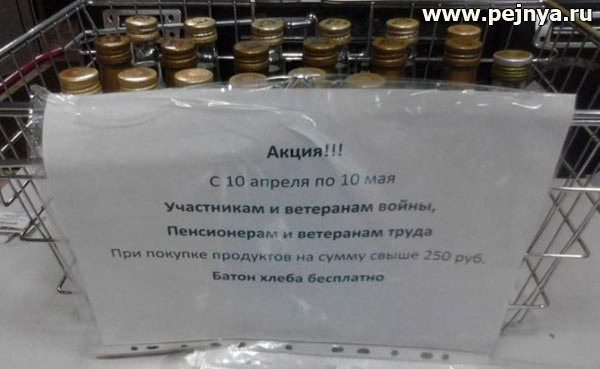 www.pejnya.ru
Акция!!!
С 10 апреля по 10 мая
Участникам и ветеранам войны,
Пенсионерам и ветеранам труда
При покупке продуктов на сумму свыше 250 руб.
Батон хлеба бесплатно